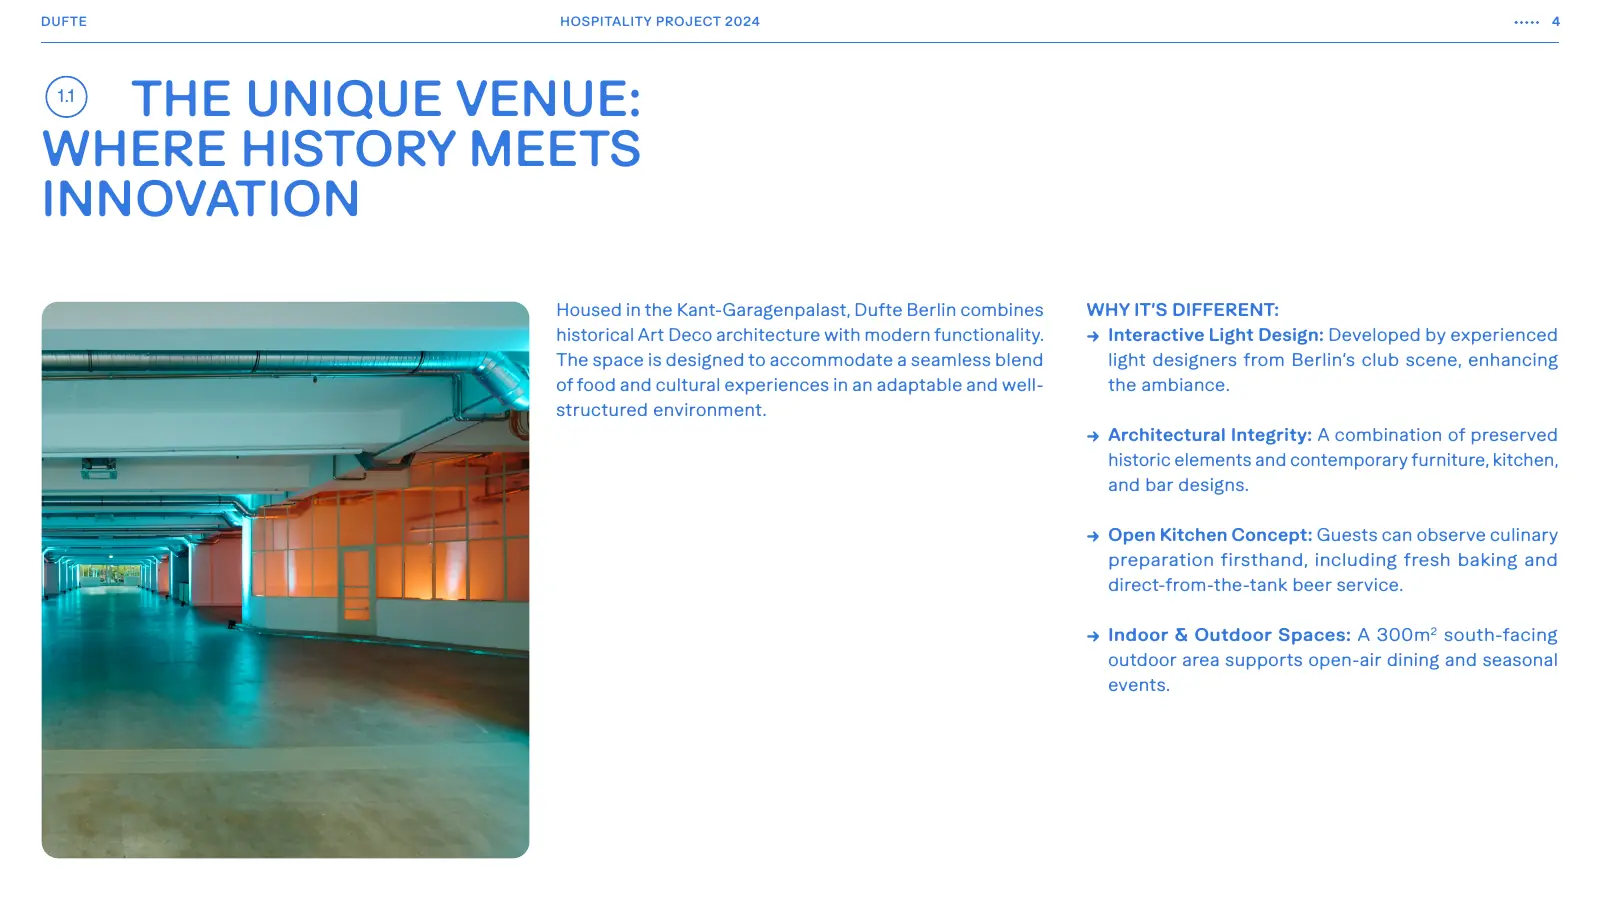 DUFTE
HOSPITALITY PROJECT 2024
····· 4
1.1
THE UNIQUE VENUE:
WHERE HISTORY MEETS
INNOVATION
Housed in the Kant-Garagenpalast, Dufte Berlin combines
historical Art Deco architecture with modern functionality.
The space is designed to accommodate a seamless blend
of food and cultural experiences in an adaptable and well-
structured environment.
WHY IT'S DIFFERENT:
→ Interactive Light Design: Developed by experienced
light designers from Berlin's club scene, enhancing
the ambiance.
→ Architectural Integrity: A combination of preserved
historic elements and contemporary furniture, kitchen,
and bar designs.
→ Open Kitchen Concept: Guests can observe culinary
preparation firsthand, including fresh baking and
direct-from-the-tank beer service.
→ Indoor & Outdoor Spaces: A 300m² south-facing
outdoor area supports open-air dining and seasonal
events.